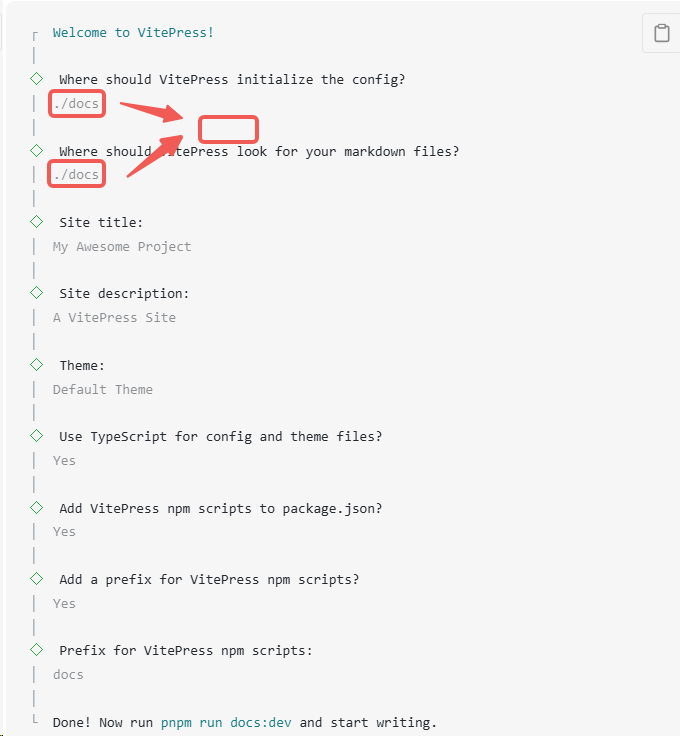 Welcome to VitePress!
Where should VitePress initialize the config?
./docs
Where should VitePress look for your markdown files?
./docs
Site title:
My Awesome Project
Site description:
A VitePress Site
Theme:
Default Theme
Use TypeScript for config and theme files?
Yes
Add VitePress npm scripts to package.json?
Yes
Add a prefix for VitePress npm scripts?
Yes
Prefix for VitePress npm scripts:
docs
Done! Now run pnpm run docs:dev and start writing.